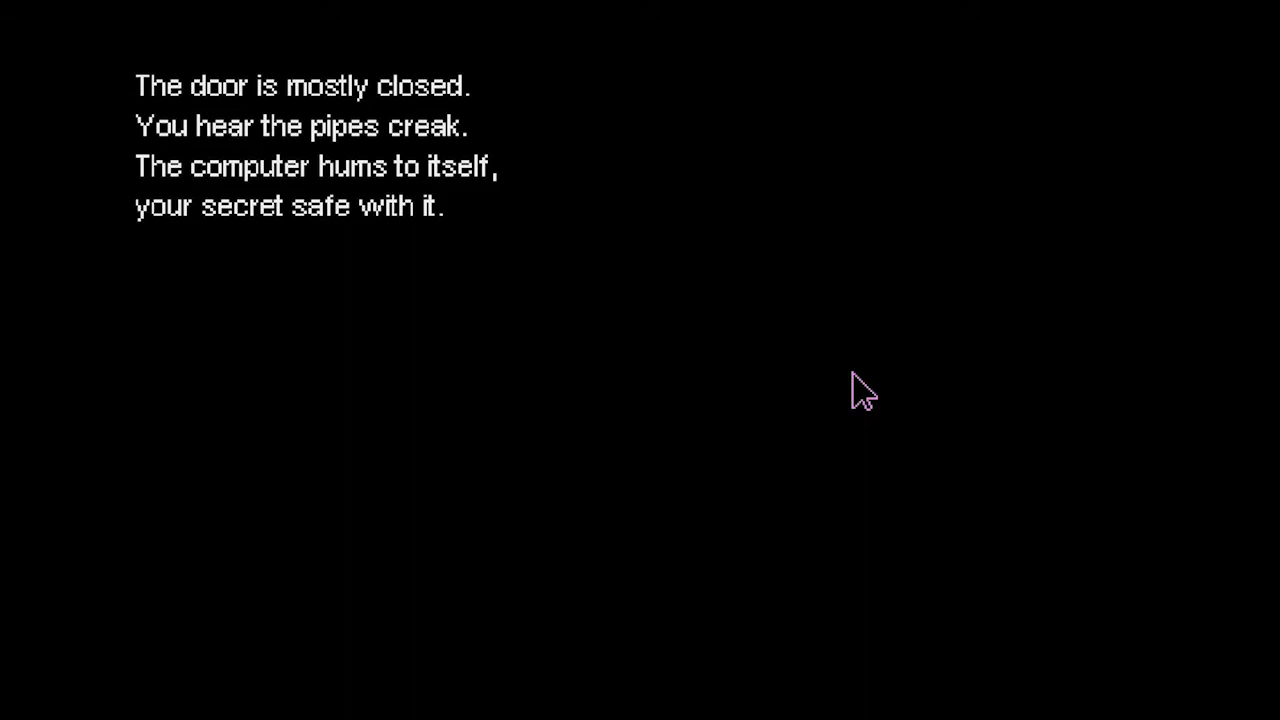 The door is mostly closed.
You hear the pipes creak.
The computer hums to itself,
your secret safe with it.